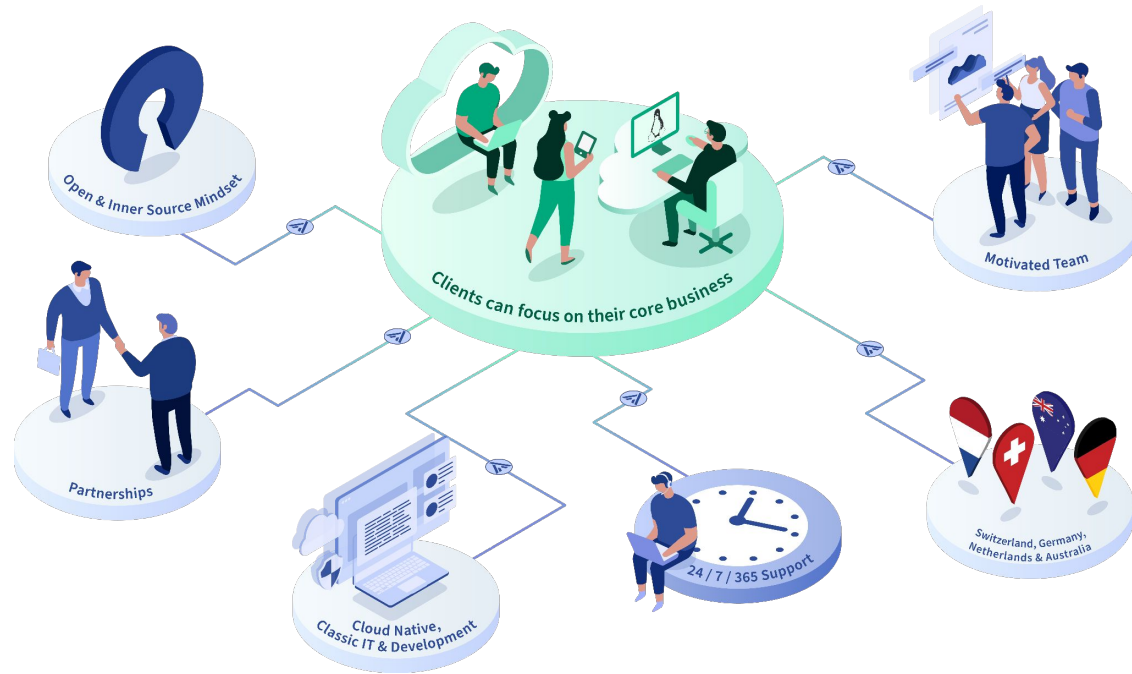 Open & Inner Source Mindset
Clients can focus on their core business
Motivated Team
Partnerships
Cloud Native,
Classic IT & Development
24 / 7 / 365 Support
Switzerland, Germany,
Netherlands & Australia